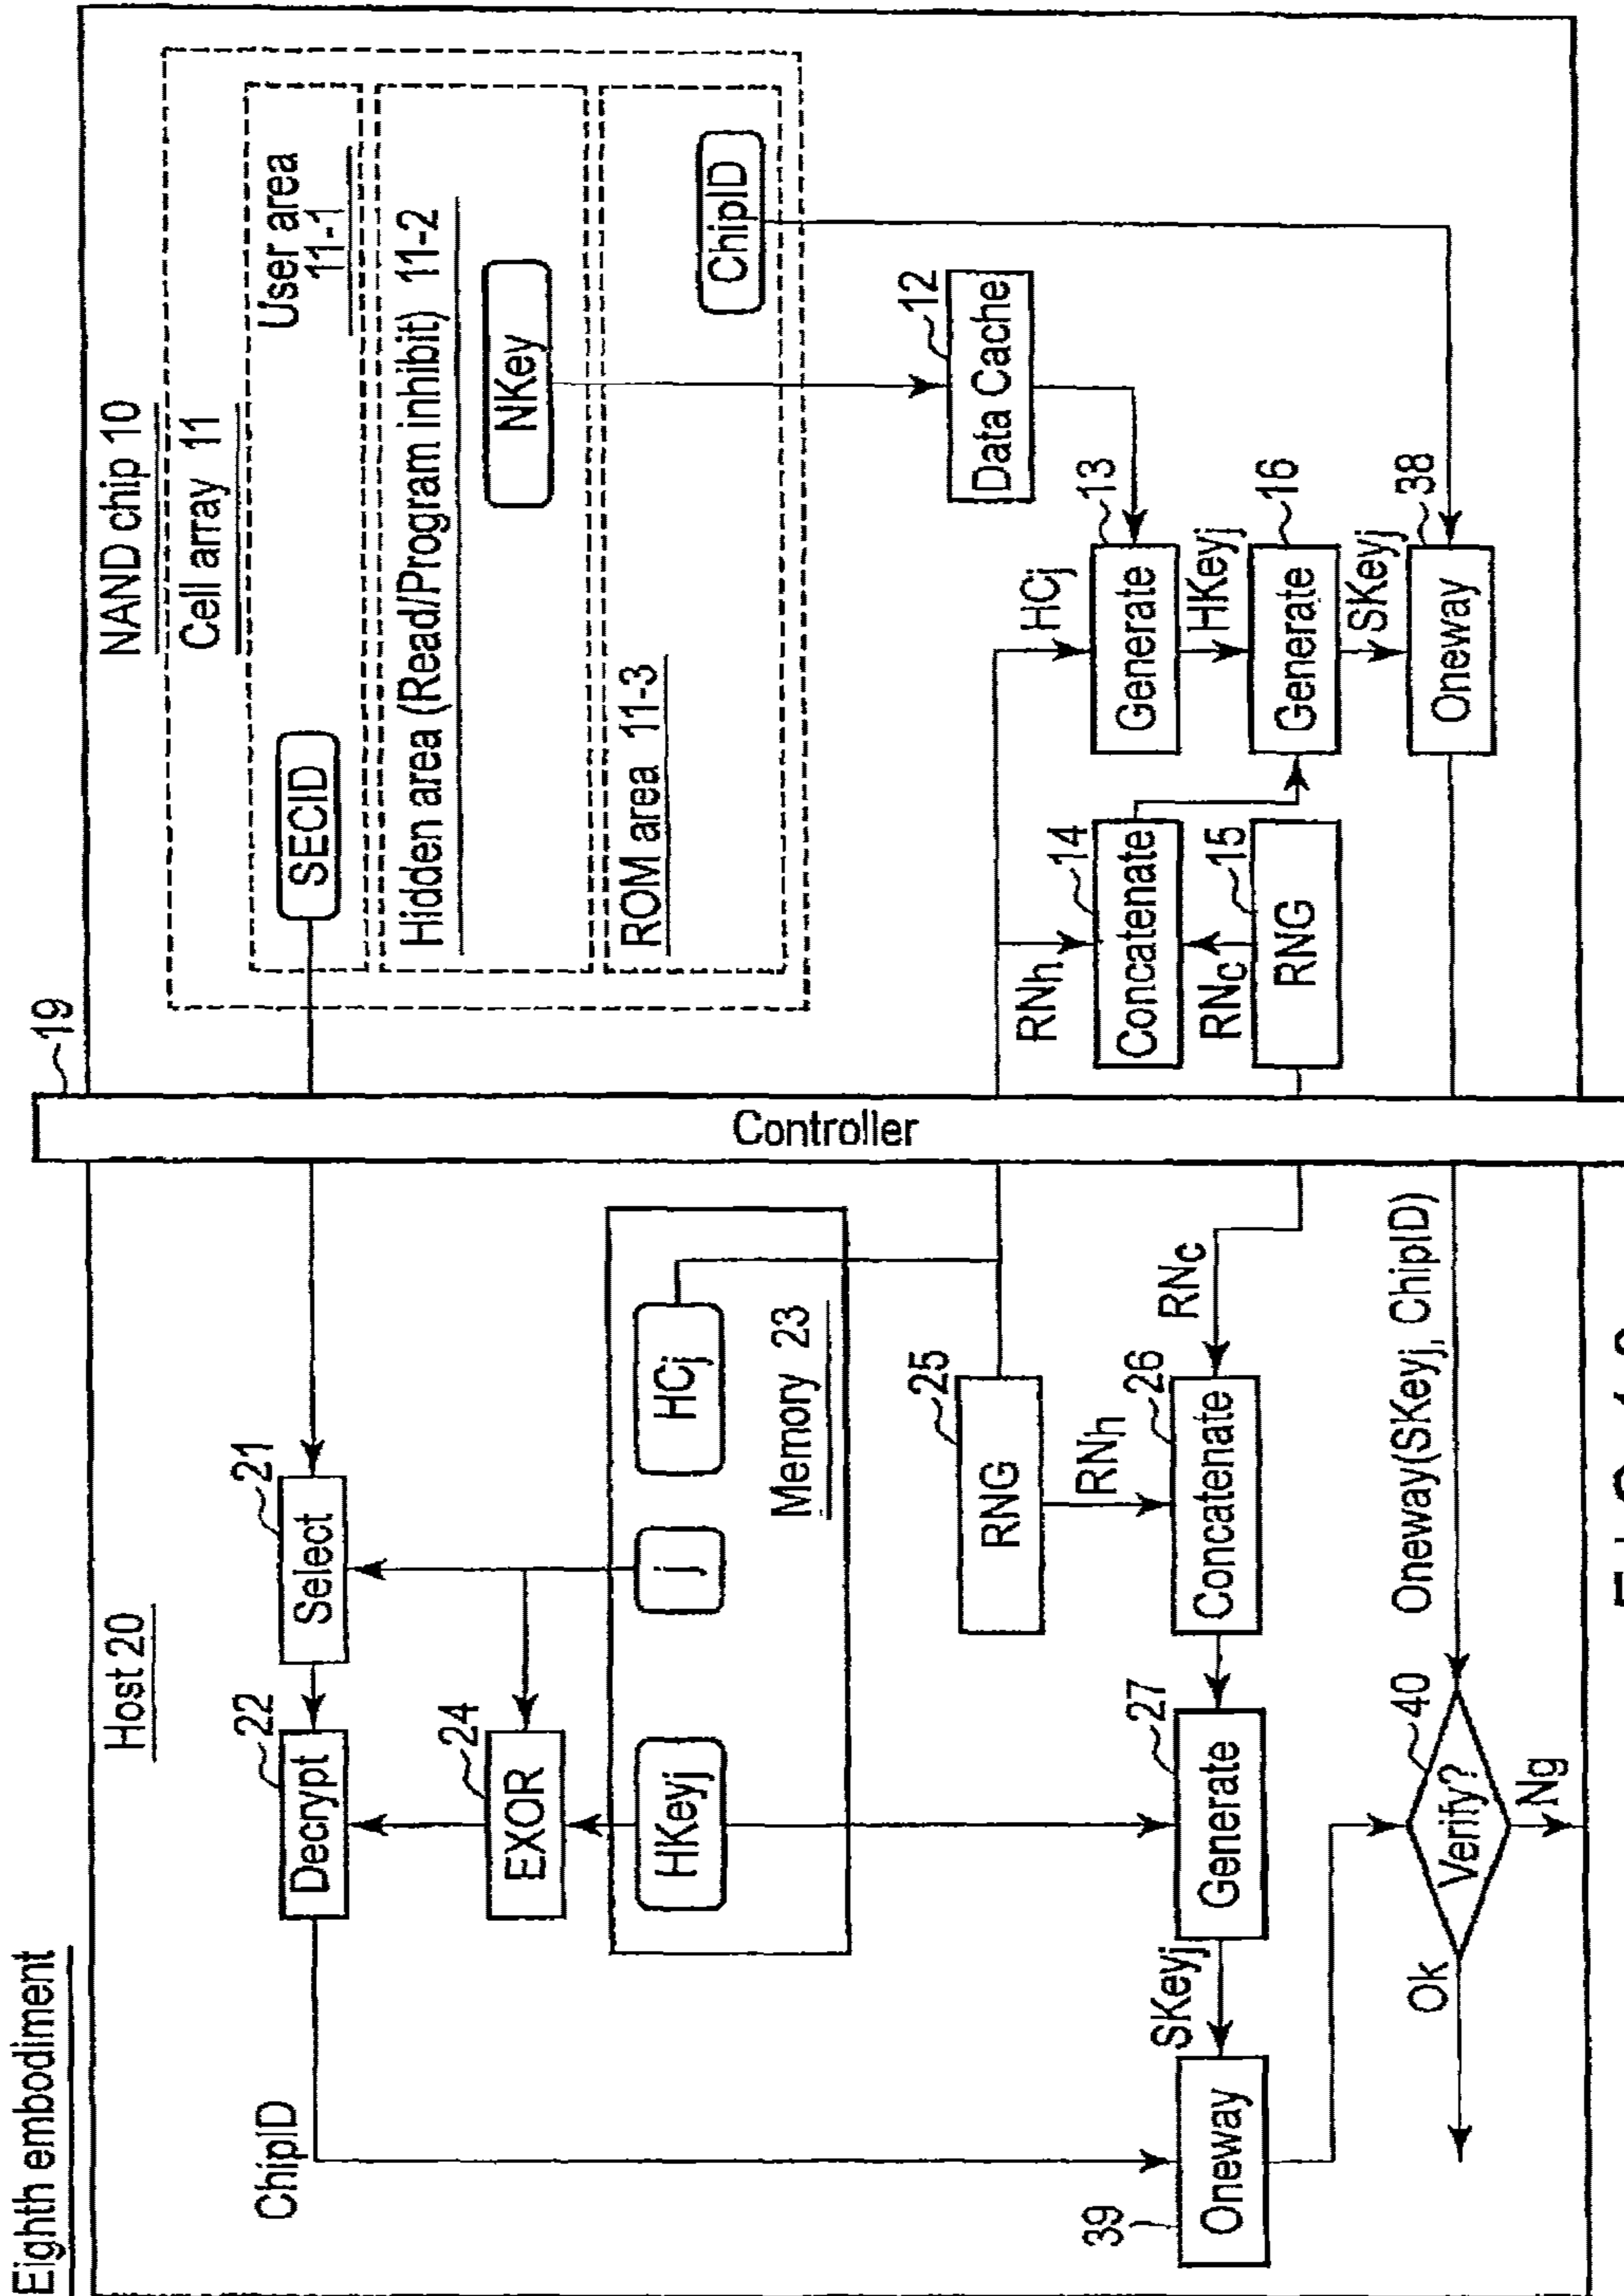 Eighth embodiment
Host 20
ChipID
Decrypt
22
Select
21
EXOR
24
HKeyj
j
HCj
Memory 23
RNG
25
RNh
RNc
Concatenate
26
Generate
27
SKeyj
Oneway
39
Verify?
40
Ok
Ng
Oneway(SKeyj, ChipID)
Controller
19
NAND chip 10
Cell array 11
SECID
User area
11-1
Hidden area (Read/Program inhibit) 11-2
NKey
ROM area 11-3
ChipID
Data Cache
12
HCj
Generate
13
HKeyj
RNh
Concatenate
14
RNc
RNG
15
Generate
16
SKeyj
Oneway
38